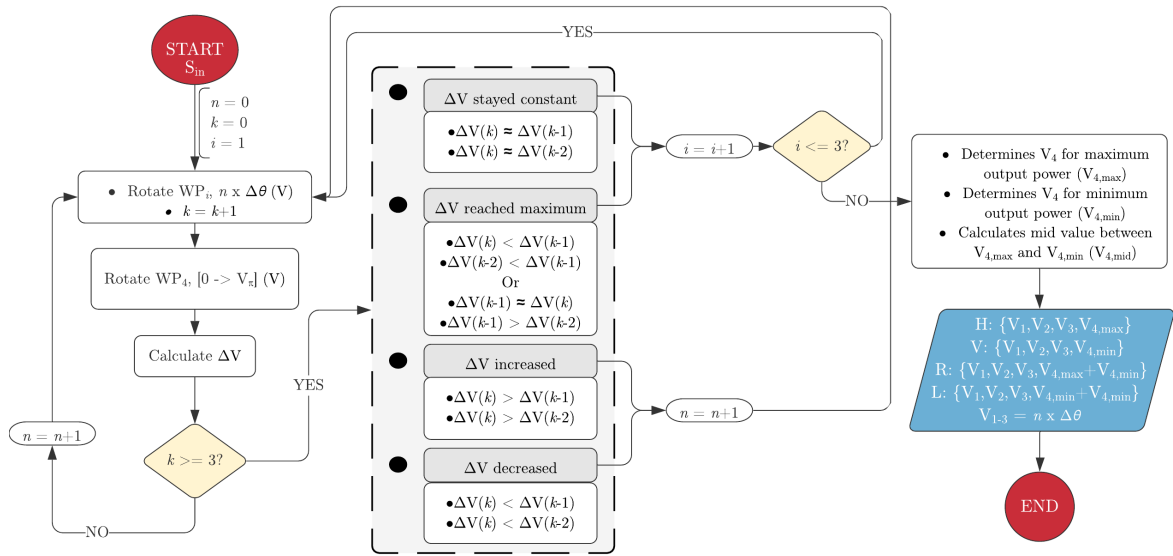 START
S_in
n = 0
k = 0
i = 1
● Rotate WP_i, n x Δθ (V)
● k = k+1
Rotate WP_4, [0 -> V_π] (V)
Calculate ΔV
k >= 3?
NO
n = n+1
YES
YES
ΔV stayed constant
●ΔV(k) ≈ ΔV(k-1)
●ΔV(k) ≈ ΔV(k-2)
ΔV reached maximum
●ΔV(k) < ΔV(k-1)
●ΔV(k-2) < ΔV(k-1)
Or
●ΔV(k-1) ≈ ΔV(k)
●ΔV(k-1) > ΔV(k-2)
ΔV increased
●ΔV(k) > ΔV(k-1)
●ΔV(k) > ΔV(k-2)
ΔV decreased
●ΔV(k) < ΔV(k-1)
●ΔV(k) < ΔV(k-2)
i = i+1
n = n+1
i <= 3?
NO
● Determines V_4 for maximum
output power (V_4,max)
● Determines V_4 for minimum
output power (V_4,min)
● Calculates mid value between
V_4,max and V_4,min (V_4,mid)
H: {V_1,V_2,V_3,V_4,max}
V: {V_1,V_2,V_3,V_4,min}
R: {V_1,V_2,V_3,V_4,max+V_4,min}
L: {V_1,V_2,V_3,V_4,min+V_4,min}
V_1-3 = n x Δθ
END